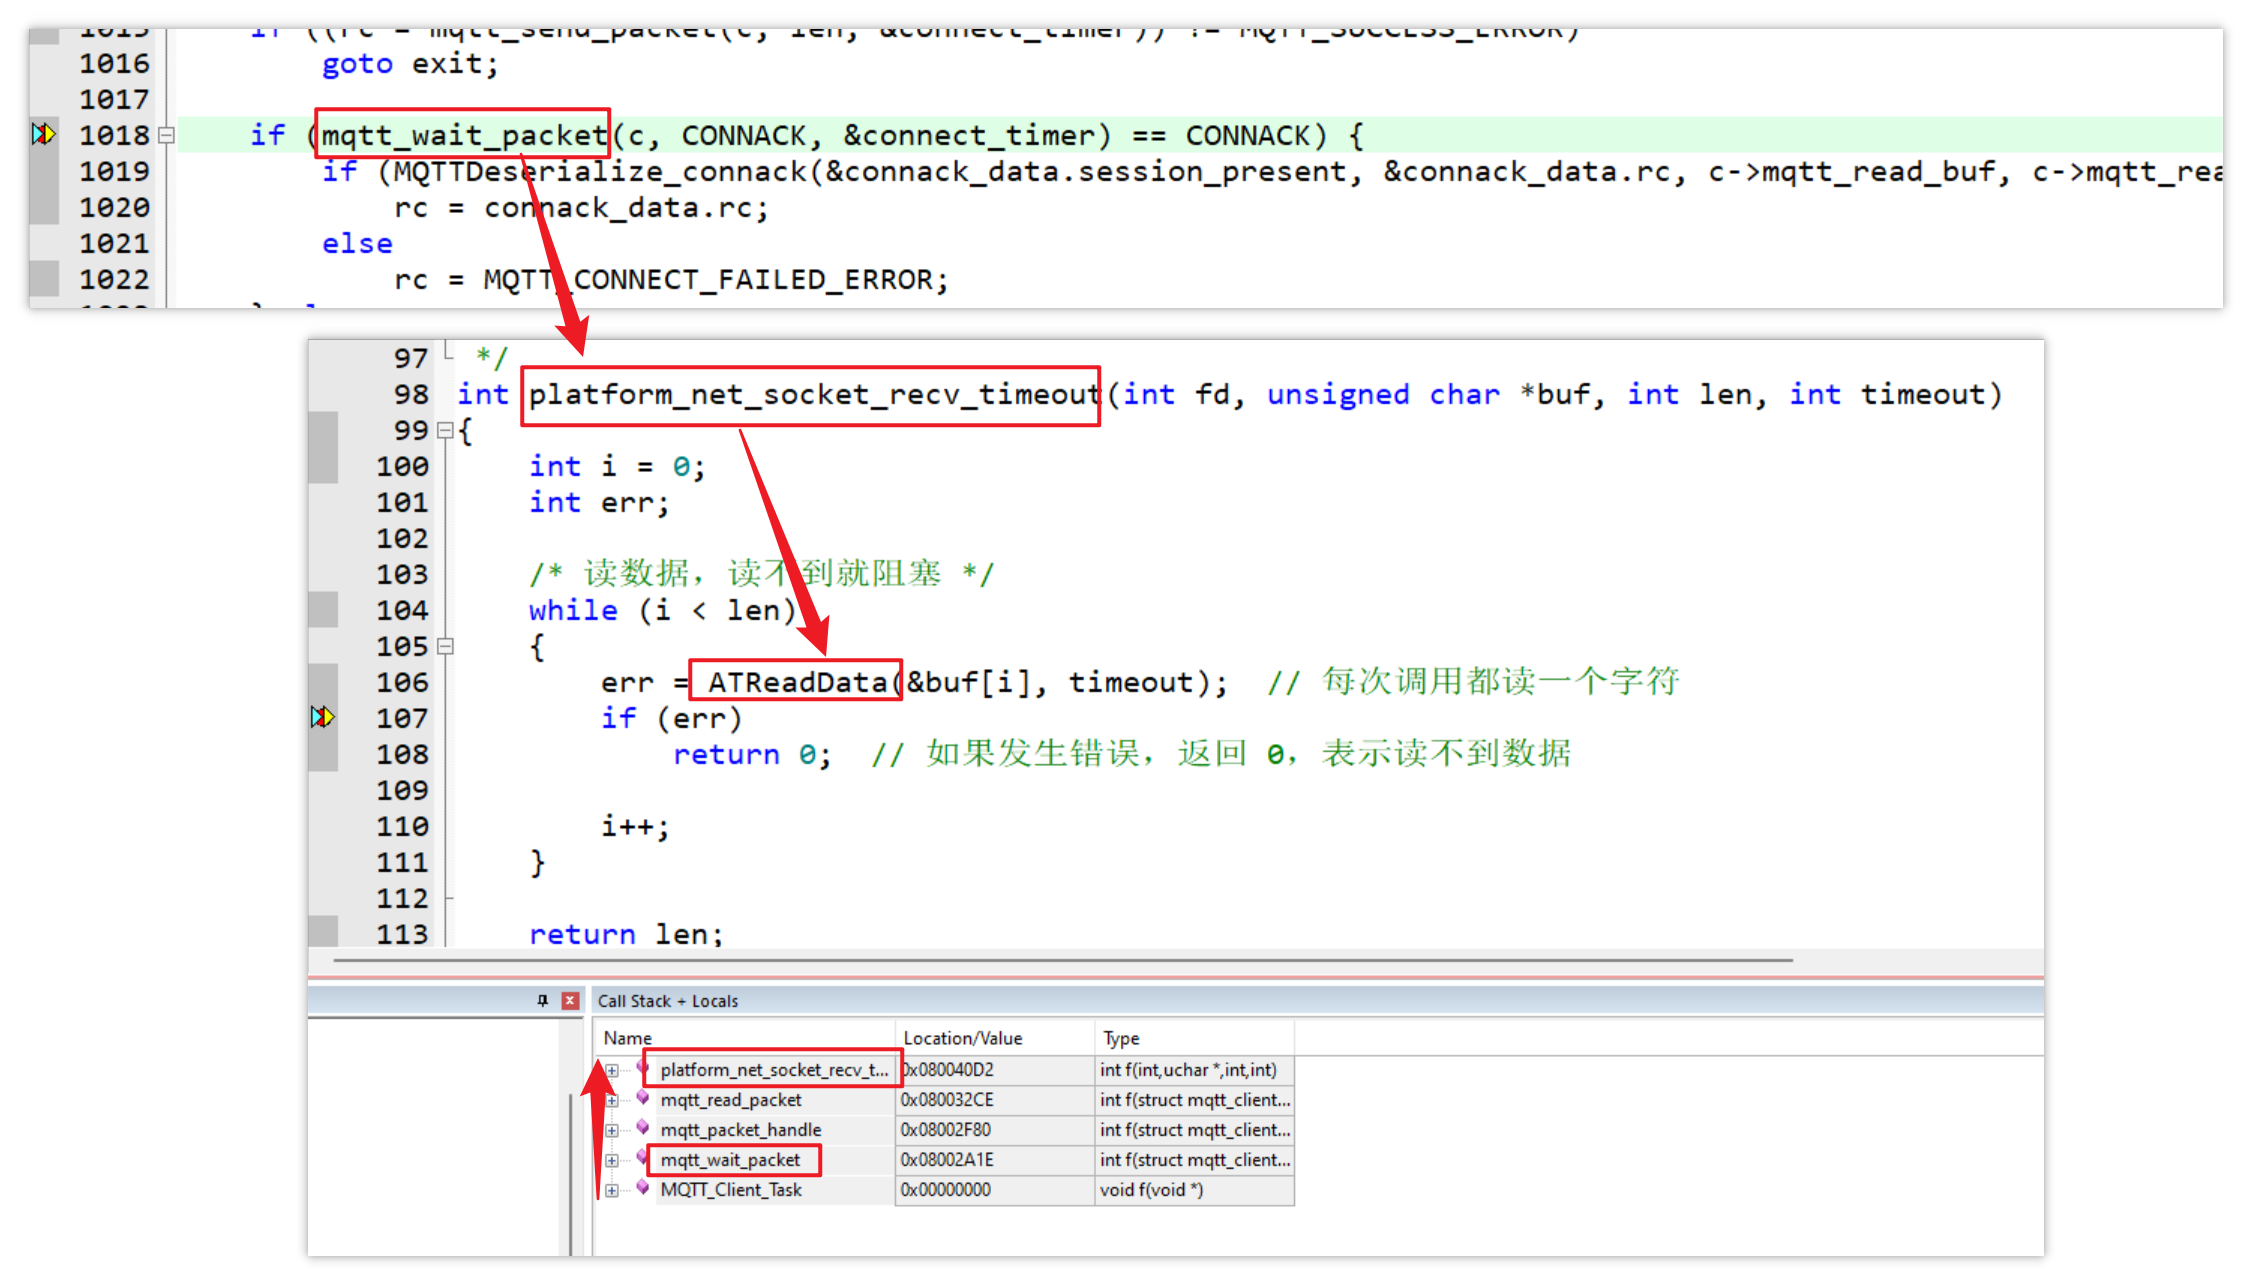 1015 if ((rc = mqtt_send_packet(c, len, &connect_timer)) != MQTT_SUCCESS_ERROR)
1016 goto exit;
1017
1018 if (mqtt_wait_packet(c, CONNACK, &connect_timer) == CONNACK) {
1019 if (MQTTDeserialize_connack(&connack_data.session_present, &connack_data.rc, c->mqtt_read_buf, c->mqtt_rea
1020 rc = connack_data.rc;
1021 else
1022 rc = MQTT_CONNECT_FAILED_ERROR;
97 */
98 int platform_net_socket_recv_timeout(int fd, unsigned char *buf, int len, int timeout)
99 {
100 int i = 0;
101 int err;
102
103 /* 读数据，读不到就阻塞 */
104 while (i < len)
105 {
106 err = ATReadData(&buf[i], timeout); // 每次调用都读一个字符
107 if (err)
108 return 0; // 如果发生错误，返回 0，表示读不到数据
109
110 i++;
111 }
112
113 return len;
Call Stack + Locals
Name Location/Value Type
platform_net_socket_recv_t... 0x080040D2 int f(int,uchar *,int,int)
mqtt_read_packet 0x080032CE int f(struct mqtt_client...
mqtt_packet_handle 0x08002F80 int f(struct mqtt_client...
mqtt_wait_packet 0x08002A1E int f(struct mqtt_client...
MQTT_Client_Task 0x00000000 void f(void *)